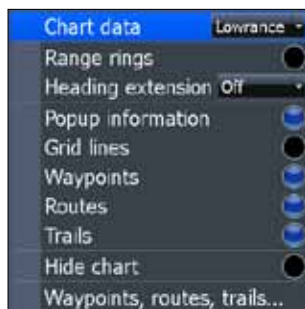 Chart data Lowrance
Range rings
Heading extension Off
Popup information
Grid lines
Waypoints
Routes
Trails
Hide chart
Waypoints, routes, trails...